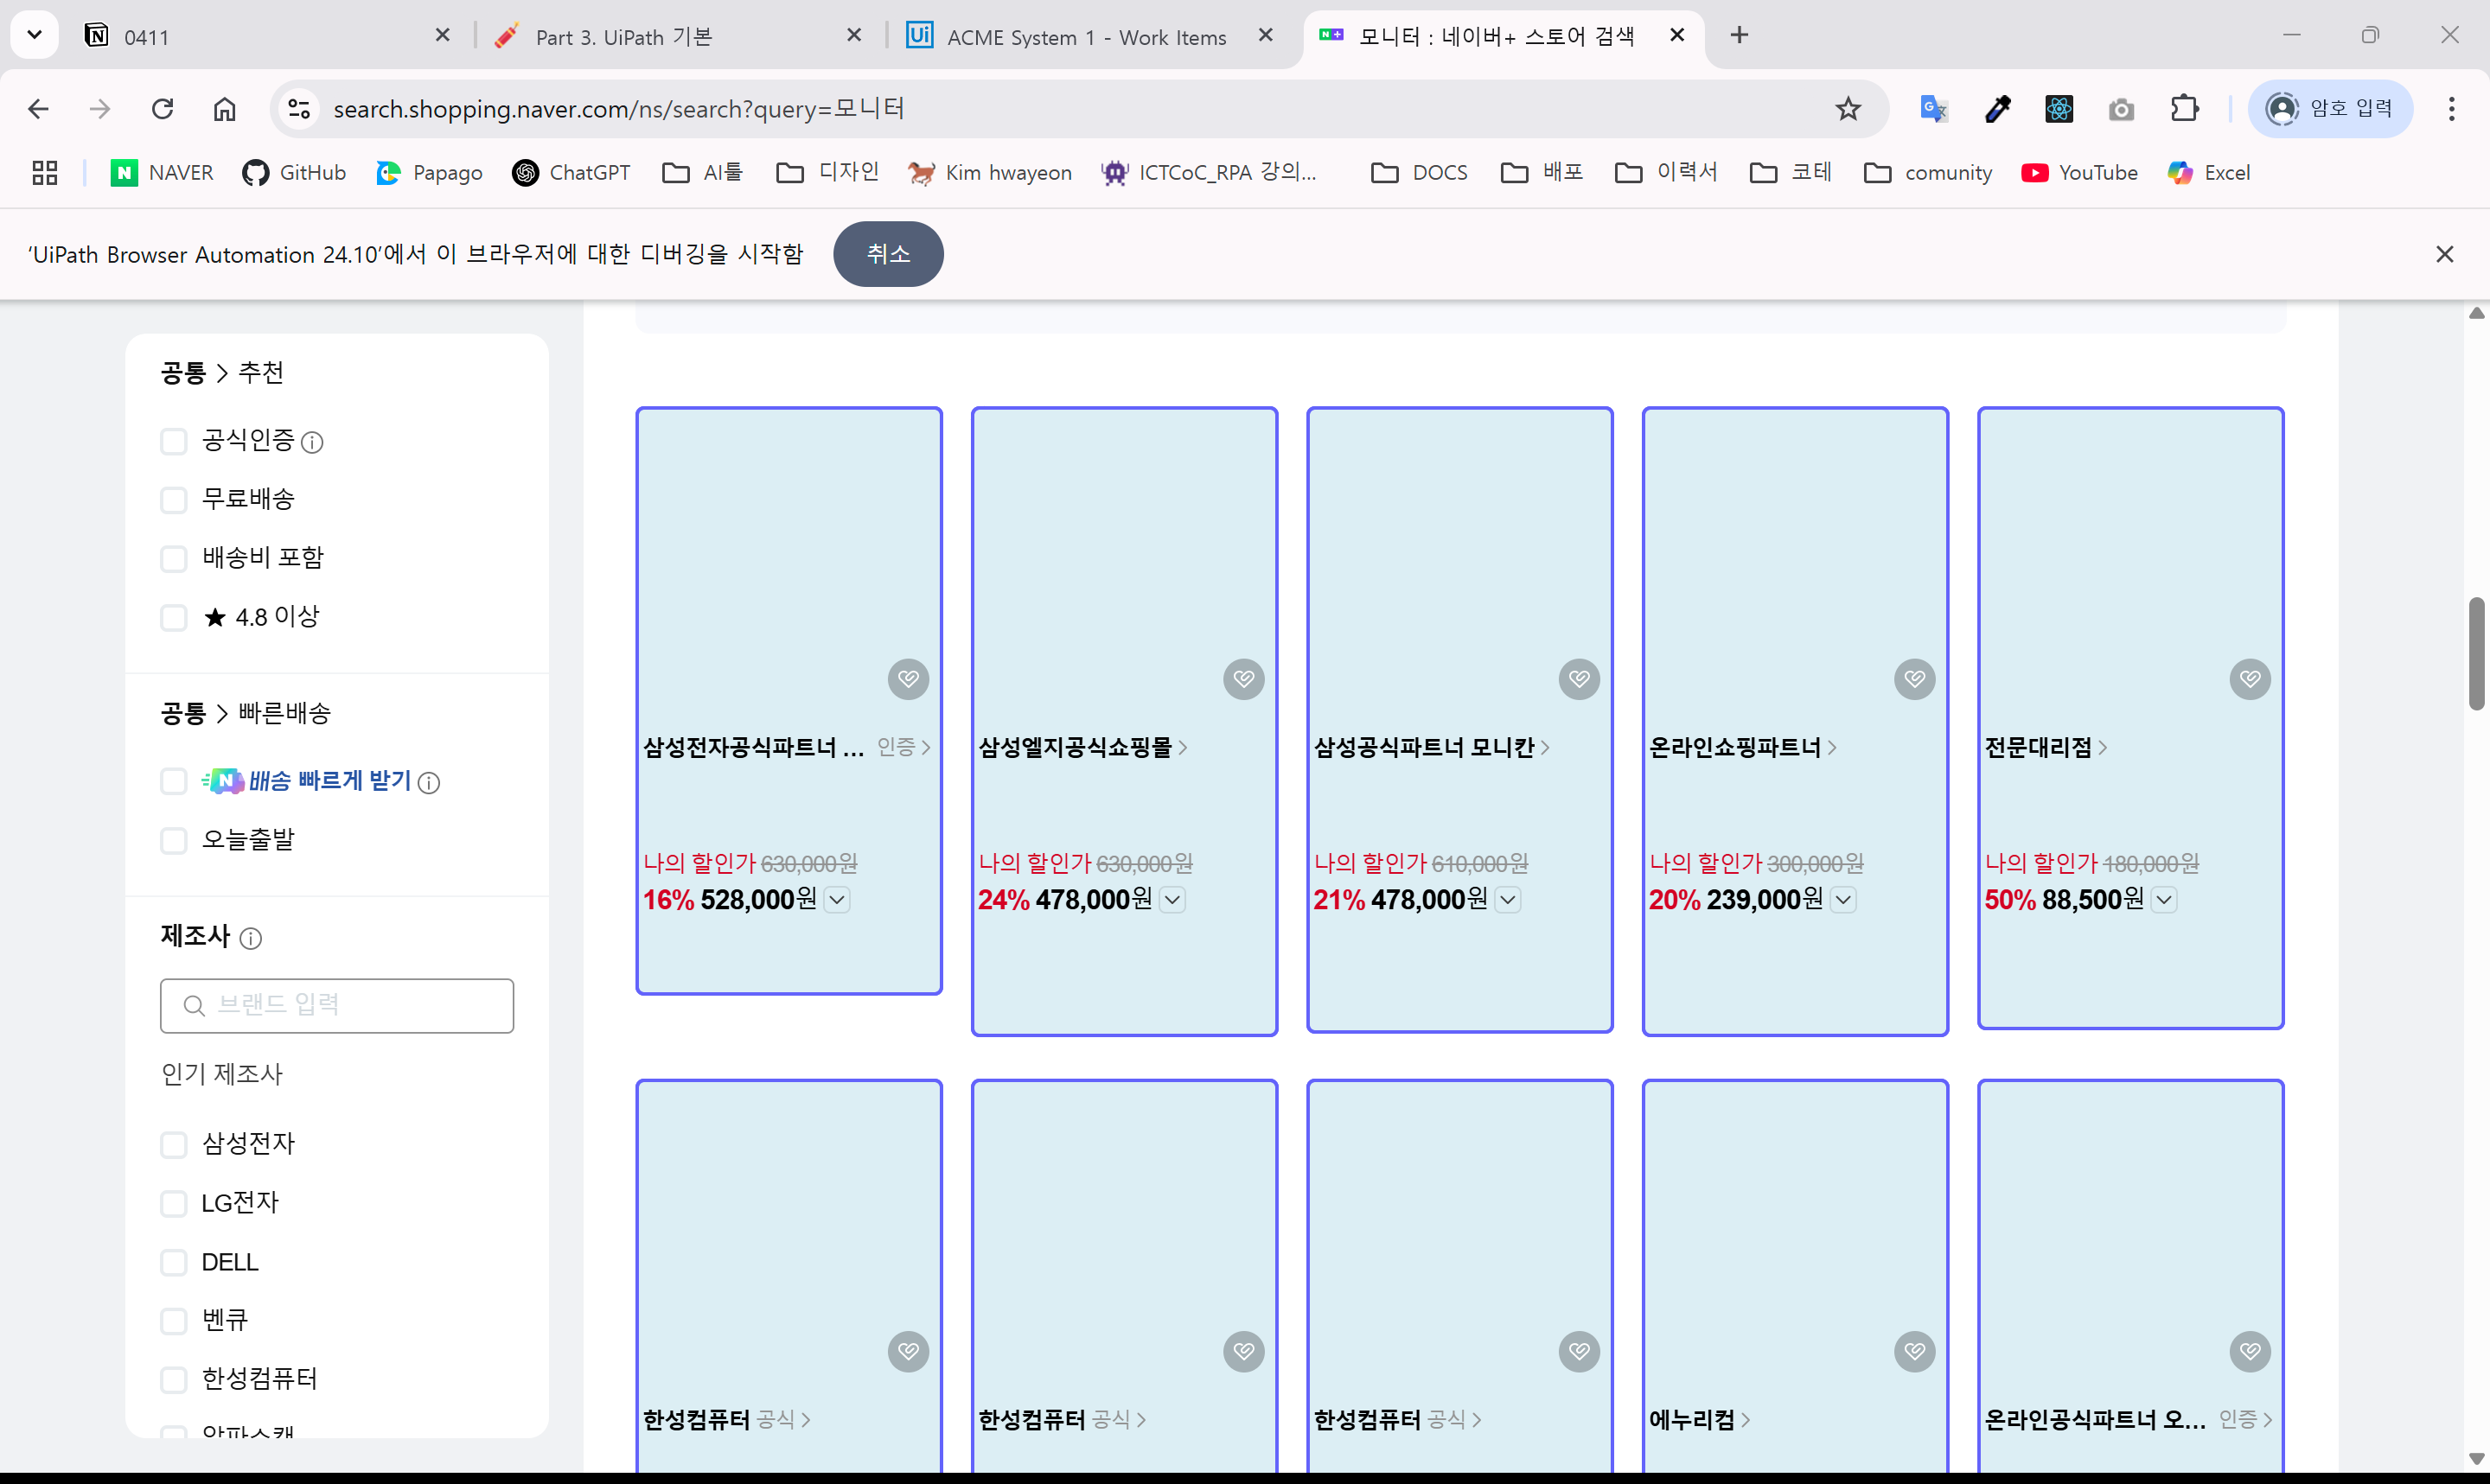 0411
Part 3. UiPath 기본
ACME System 1 - Work Items
모니터 : 네이버+ 스토어 검색
search.shopping.naver.com/ns/search?query=모니터
암호 입력
NAVER
GitHub
Papago
ChatGPT
AI툴
디자인
Kim hwayeon
ICTCoC_RPA 강의...
DOCS
배포
이력서
코테
comunity
YouTube
Excel
'UiPath Browser Automation 24.10'에서 이 브라우저에 대한 디버깅을 시작함
취소
공통 > 추천
공식인증
무료배송
배송비 포함
★ 4.8 이상
공통 > 빠른배송
N 배송 빠르게 받기
오늘출발
제조사
브랜드 입력
인기 제조사
삼성전자
LG전자
DELL
벤큐
한성컴퓨터
삼성전자공식파트너 ... 인증
나의 할인가 630,000원
16% 528,000원
삼성엘지공식쇼핑몰
나의 할인가 630,000원
24% 478,000원
삼성공식파트너 모니칸
나의 할인가 610,000원
21% 478,000원
온라인쇼핑파트너
나의 할인가 300,000원
20% 239,000원
전문대리점
나의 할인가 180,000원
50% 88,500원
한성컴퓨터 공식
한성컴퓨터 공식
한성컴퓨터 공식
에누리컴
온라인공식파트너 오... 인증